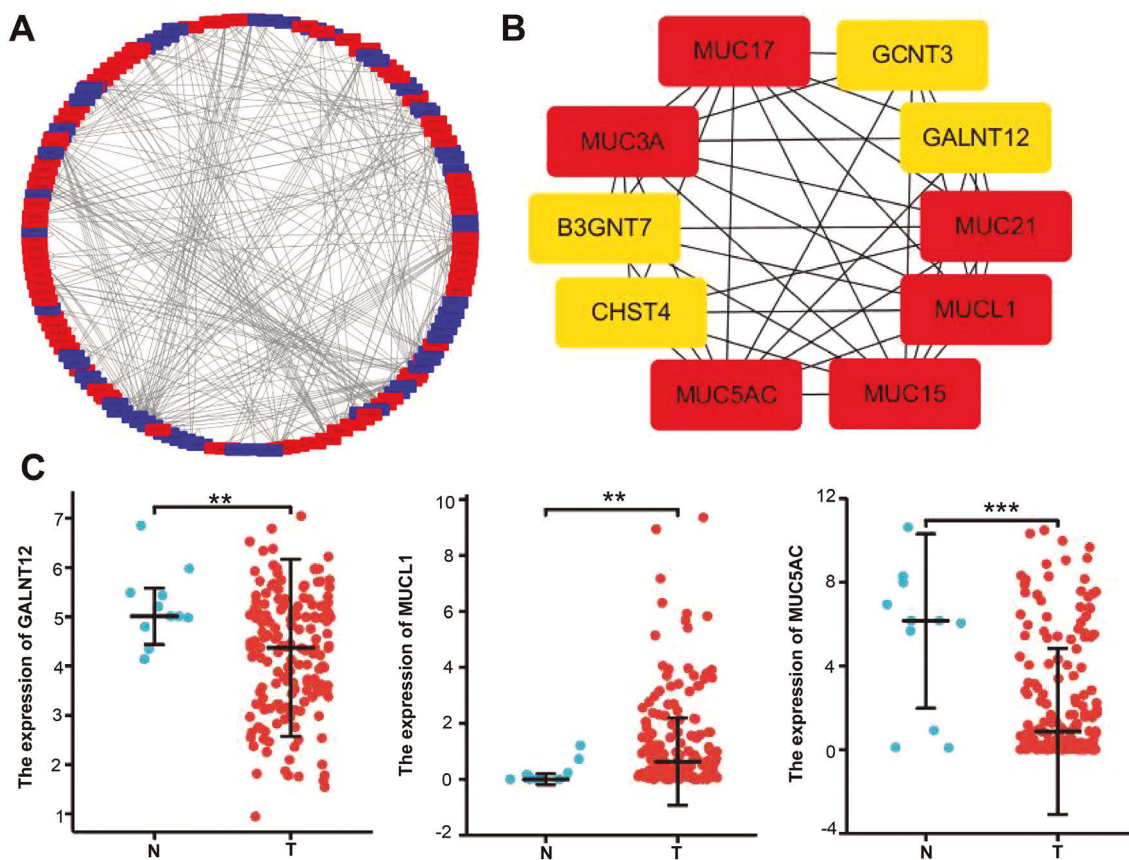 A
B
MUC17
GCNT3
MUC3A
GALNT12
B3GNT7
MUC21
CHST4
MUCL1
MUC5AC
MUC15
C
The expression of GALNT12
7
6
5
4
3
2
1
**
N
T
The expression of MUCL1
10
8
6
4
2
0
-2
**
N
T
The expression of MUC5AC
12
8
4
0
-4
***
N
T